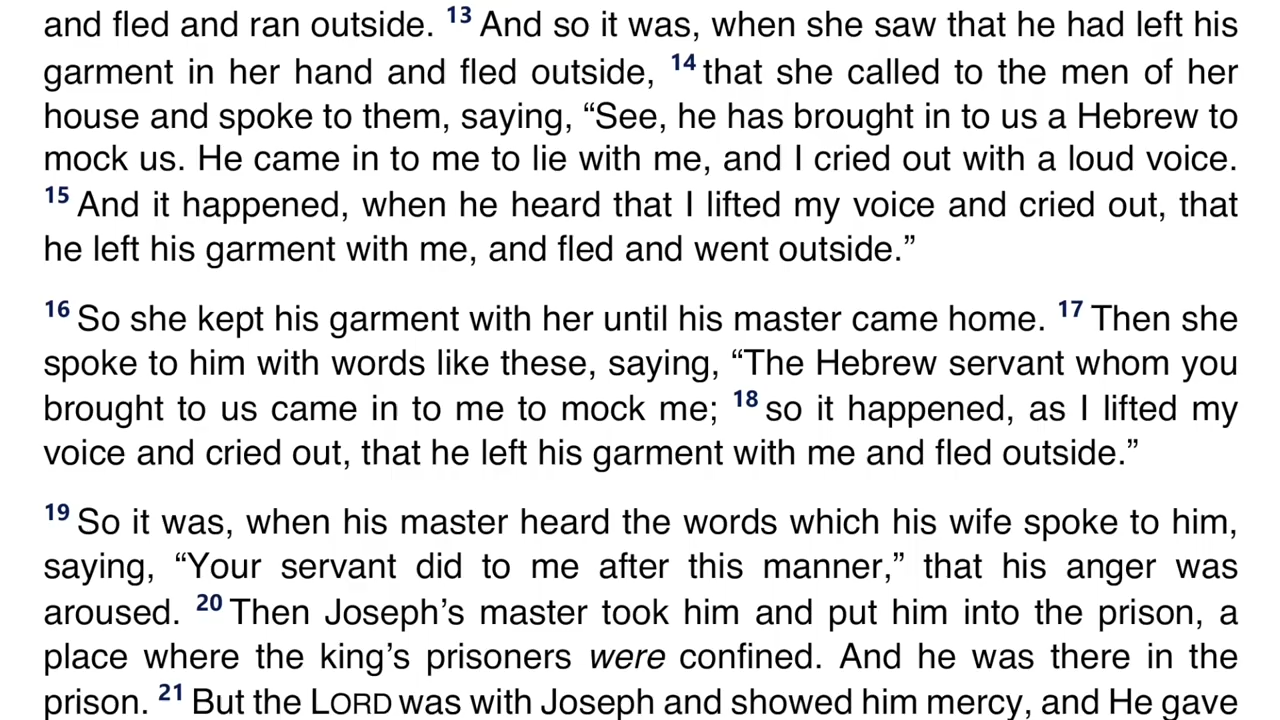 and fled and ran outside. 13 And so it was, when she saw that he had left his
garment in her hand and fled outside, 14 that she called to the men of her
house and spoke to them, saying, “See, he has brought in to us a Hebrew to
mock us. He came in to me to lie with me, and I cried out with a loud voice.
15 And it happened, when he heard that I lifted my voice and cried out, that
he left his garment with me, and fled and went outside.”
16 So she kept his garment with her until his master came home. 17 Then she
spoke to him with words like these, saying, “The Hebrew servant whom you
brought to us came in to me to mock me; 18 so it happened, as I lifted my
voice and cried out, that he left his garment with me and fled outside.”
19 So it was, when his master heard the words which his wife spoke to him,
saying, “Your servant did to me after this manner,” that his anger was
aroused. 20 Then Joseph’s master took him and put him into the prison, a
place where the king’s prisoners were confined. And he was there in the
prison. 21 But the LORD was with Joseph and showed him mercy, and He gave